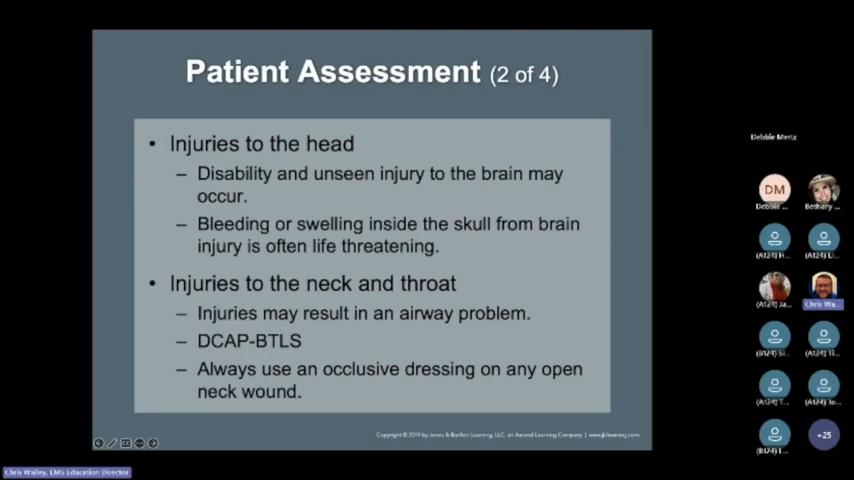 Patient Assessment (2 of 4)
• Injuries to the head
– Disability and unseen injury to the brain may
occur.
– Bleeding or swelling inside the skull from brain
injury is often life threatening.
• Injuries to the neck and throat
– Injuries may result in an airway problem.
– DCAP-BTLS
– Always use an occlusive dressing on any open
neck wound.
Copyright © 2019 by Jones & Bartlett Learning, LLC, an Ascend Learning Company | www.jblearning.com
Debbie Mertz
DM
Debbie ...
Bethany ...
(A124) H...
(A124) Li...
(A124) Ja...
Chris Wa...
(B124) Si...
(A124) Ti...
(A124) T...
(A124) Jo...
+25
Chris Walley, EMS Education Director